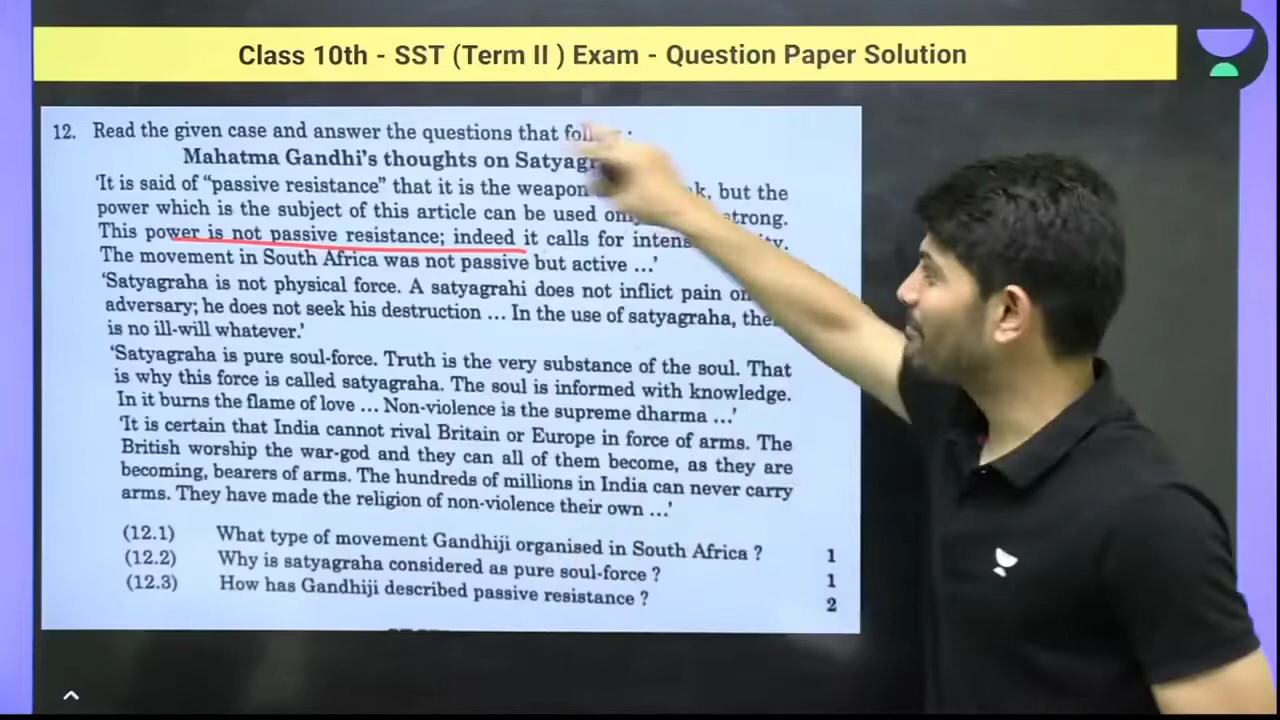 Class 10th - SST (Term II ) Exam - Question Paper Solution
12. Read the given case and answer the questions that :
Mahatma Gandhi's thoughts on
'It is said of "passive resistance" that it is the weapon but the
power which is the subject of this article can be used strong.
This power is not passive resistance; indeed it calls for
The movement in South Africa was not passive but active ...'
'Satyagraha is not physical force. A satyagrahi does not inflict pain
adversary; he does not seek his destruction ... In the use of satyagraha,
is no ill-will whatever.'
'Satyagraha is pure soul-force. Truth is the very substance of the soul. That
is why this force is called satyagraha. The soul is informed with knowledge.
In it burns the flame of love ... Non-violence is the supreme dharma ...'
'It is certain that India cannot rival Britain or Europe in force of arms. The
British worship the war-god and they can all of them become, as they are
becoming, bearers of arms. The hundreds of millions in India can never carry
arms. They have made the religion of non-violence their own ...'
(12.1) What type of movement Gandhiji organised in South Africa ? 1
(12.2) Why is satyagraha considered as pure soul-force ? 1
(12.3) How has Gandhiji described passive resistance ? 2